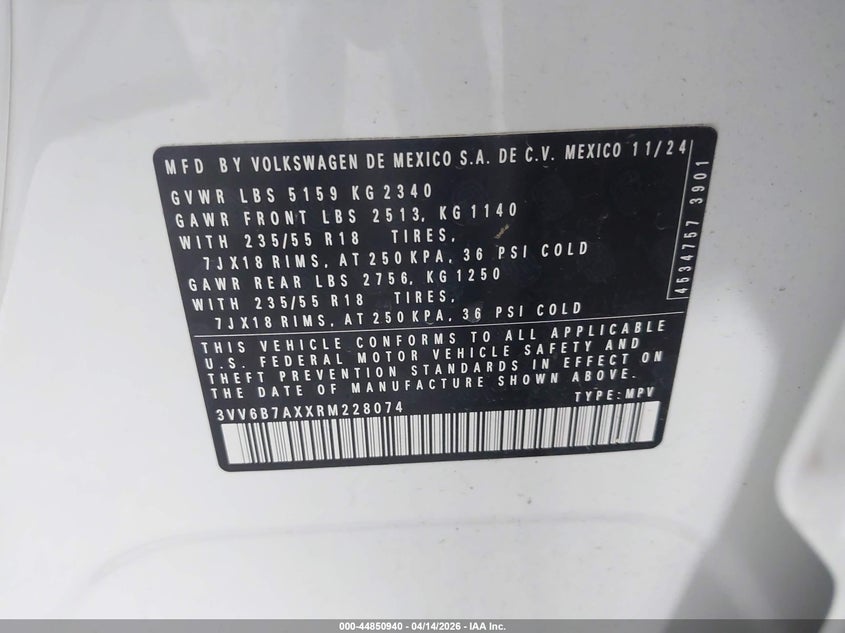 MFD BY VOLKSWAGEN DE MEXICO S.A. DE C.V. MEXICO 11/24
GVWR LBS 5159 KG 2340
GAWR FRONT LBS 2513, KG 1140
WITH 235/55 R18 TIRES,
7JX18 RIMS, AT 250 KPA, 36 PSI COLD
GAWR REAR LBS 2756, KG 1250
WITH 235/55 R18 TIRES,
7JX18 RIMS, AT 250 KPA, 36 PSI COLD
4534757 3901
THIS VEHICLE CONFORMS TO ALL APPLICABLE
U.S. FEDERAL MOTOR VEHICLE SAFETY AND
THEFT PREVENTION STANDARDS IN EFFECT ON
THE DATE OF MANUFACTURE SHOWN ABOVE.
TYPE: MPV
3VV6B7AXXRM228074
000-44850940 - 04/14/2026 - IAA Inc.